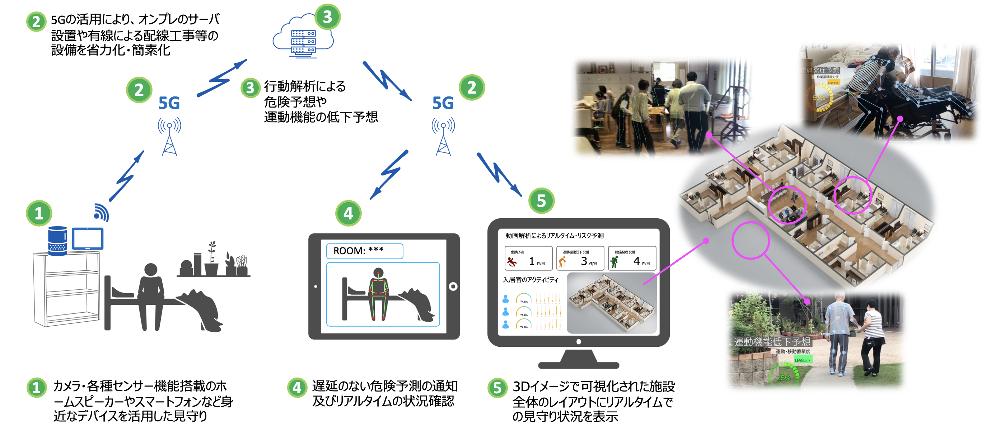 2 5Gの活用により、オンプレのサーバ
設置や有線による配線工事等の
設備を省力化・簡素化
3
2
5G
3 行動解析による
危険予想や
運動機能の低下予想
2
5G
1
4
ROOM: ***
5
動画解析によるリアルタイム・リスク予測
危険予測
1 件/日
運動機能低下予測
3 件/日
腰痛発症予測
4 件/日
入居者のアクティビティ
74.8%
74.8%
74.8%
腰痛発症予想
作業蓄積疲労度
LEVEL:中
53%
運動機能低下予想
運動・移動蓄積度
LEVEL:小
25%
1 カメラ・各種センサー機能搭載のホ
ームスピーカーやスマートフォンなど身
近なデバイスを活用した見守り
4 遅延のない危険予測の通知
及びリアルタイムの状況確認
5 3Dイメージで可視化された施設
全体のレイアウトにリアルタイムで
の見守り状況を表示